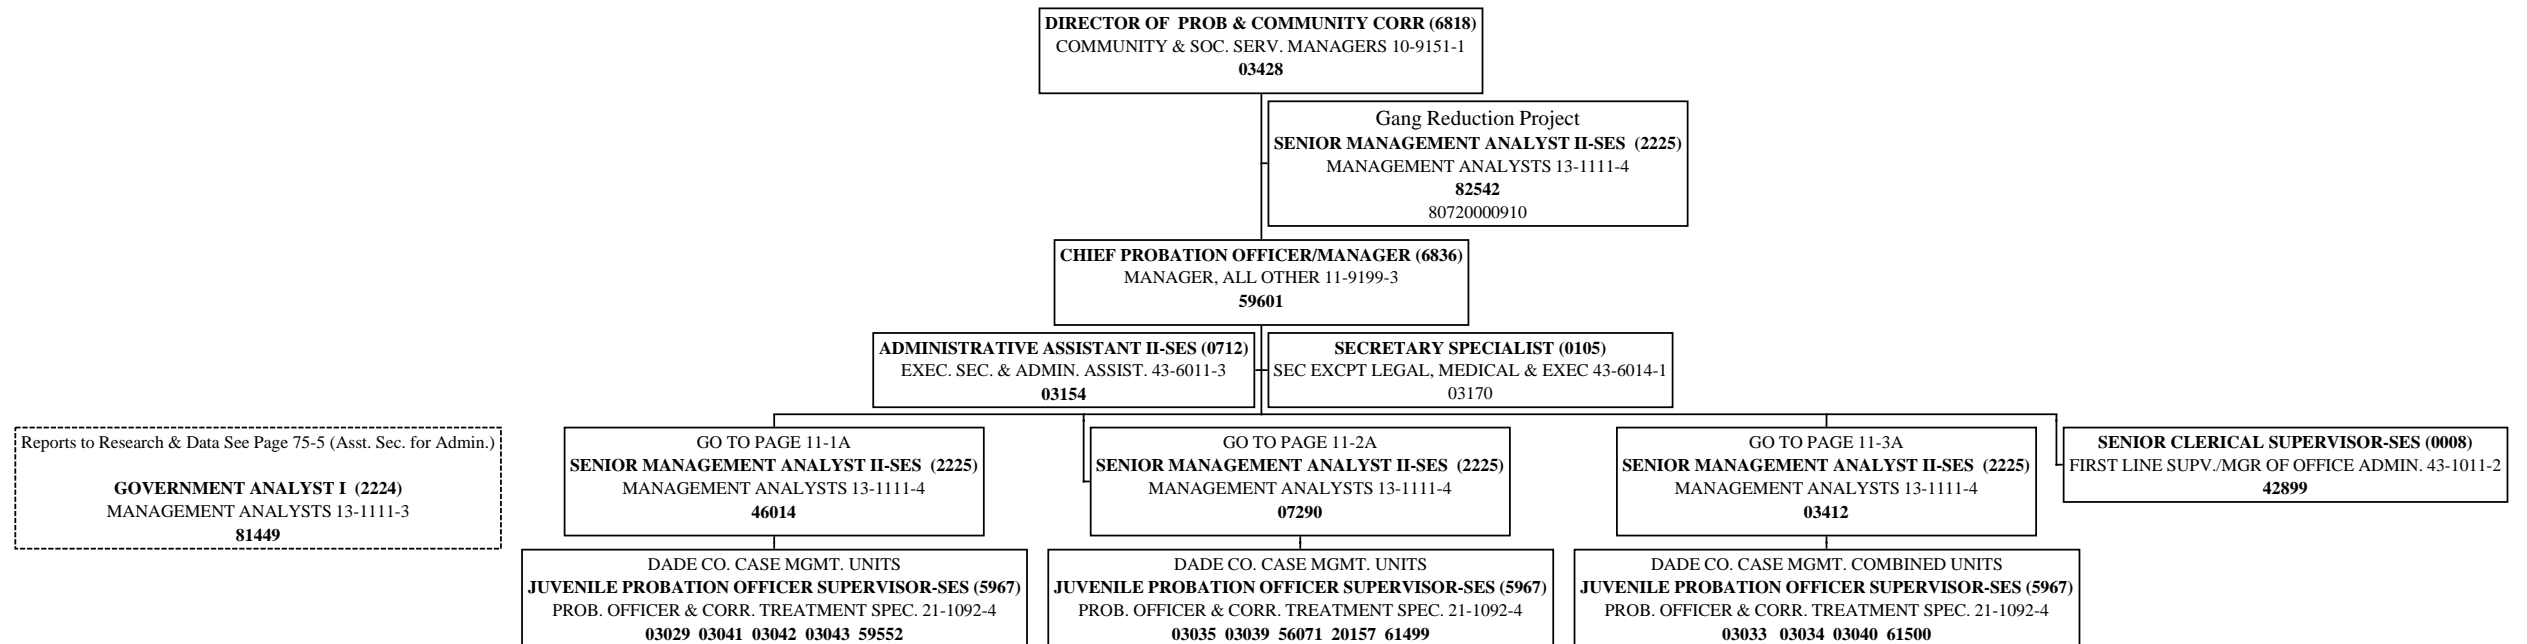 DIRECTOR OF PROB & COMMUNITY CORR (6818)
COMMUNITY & SOC. SERV. MANAGERS 10-9151-1
03428
Gang Reduction Project
SENIOR MANAGEMENT ANALYST II-SES (2225)
MANAGEMENT ANALYSTS 13-1111-4
82542
80720000910
CHIEF PROBATION OFFICER/MANAGER (6836)
MANAGER, ALL OTHER 11-9199-3
59601
ADMINISTRATIVE ASSISTANT II-SES (0712)
EXEC. SEC. & ADMIN. ASSIST. 43-6011-3
03154
SECRETARY SPECIALIST (0105)
SEC EXCPT LEGAL, MEDICAL & EXEC 43-6014-1
03170
Reports to Research & Data See Page 75-5 (Asst. Sec. for Admin.)
GOVERNMENT ANALYST I (2224)
MANAGEMENT ANALYSTS 13-1111-3
81449
GO TO PAGE 11-1A
SENIOR MANAGEMENT ANALYST II-SES (2225)
MANAGEMENT ANALYSTS 13-1111-4
46014
GO TO PAGE 11-2A
SENIOR MANAGEMENT ANALYST II-SES (2225)
MANAGEMENT ANALYSTS 13-1111-4
07290
GO TO PAGE 11-3A
SENIOR MANAGEMENT ANALYST II-SES (2225)
MANAGEMENT ANALYSTS 13-1111-4
03412
SENIOR CLERICAL SUPERVISOR-SES (0008)
FIRST LINE SUPV./MGR OF OFFICE ADMIN. 43-1011-2
42899
DADE CO. CASE MGMT. UNITS
JUVENILE PROBATION OFFICER SUPERVISOR-SES (5967)
PROB. OFFICER & CORR. TREATMENT SPEC. 21-1092-4
03029 03041 03042 03043 59552
DADE CO. CASE MGMT. UNITS
JUVENILE PROBATION OFFICER SUPERVISOR-SES (5967)
PROB. OFFICER & CORR. TREATMENT SPEC. 21-1092-4
03035 03039 56071 20157 61499
DADE CO. CASE MGMT. COMBINED UNITS
JUVENILE PROBATION OFFICER SUPERVISOR-SES (5967)
PROB. OFFICER & CORR. TREATMENT SPEC. 21-1092-4
03033 03034 03040 61500